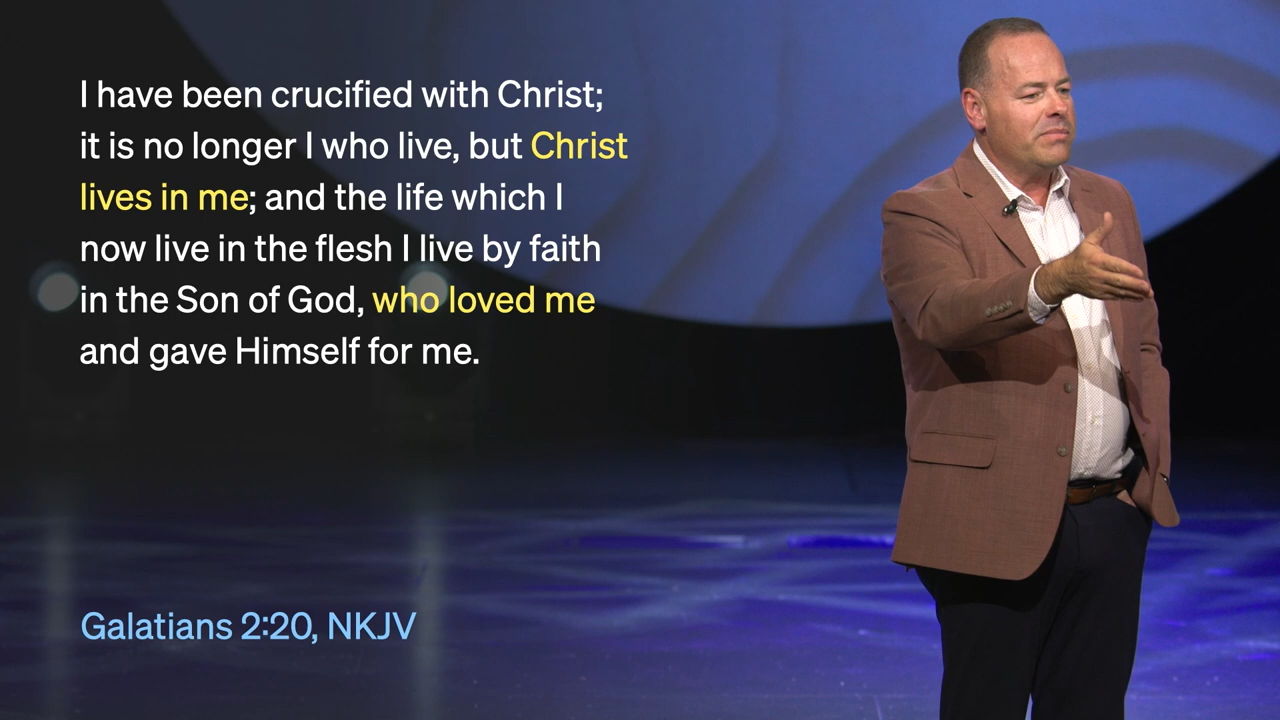 I have been crucified with Christ;
it is no longer I who live, but Christ
lives in me; and the life which I
now live in the flesh I live by faith
in the Son of God, who loved me
and gave Himself for me.
Galatians 2:20, NKJV